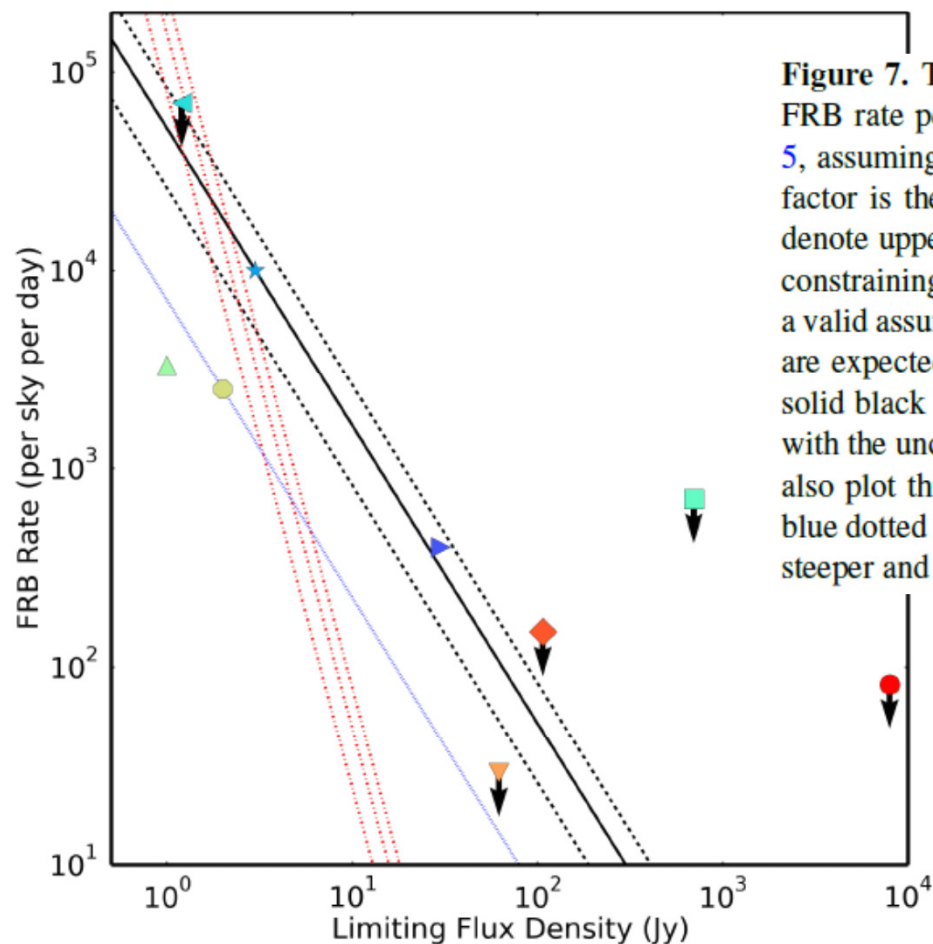 10^5
10^4
10^3
10^2
10^1
FRB Rate (per sky per day)
10^0
10^1
10^2
10^3
10^4
Limiting Flux Density (Jy)
Figure 7. T
FRB rate p
5, assuming
factor is the
denote uppe
constraining
a valid assu
are expected
solid black
with the unc
also plot th
blue dotted
steeper and